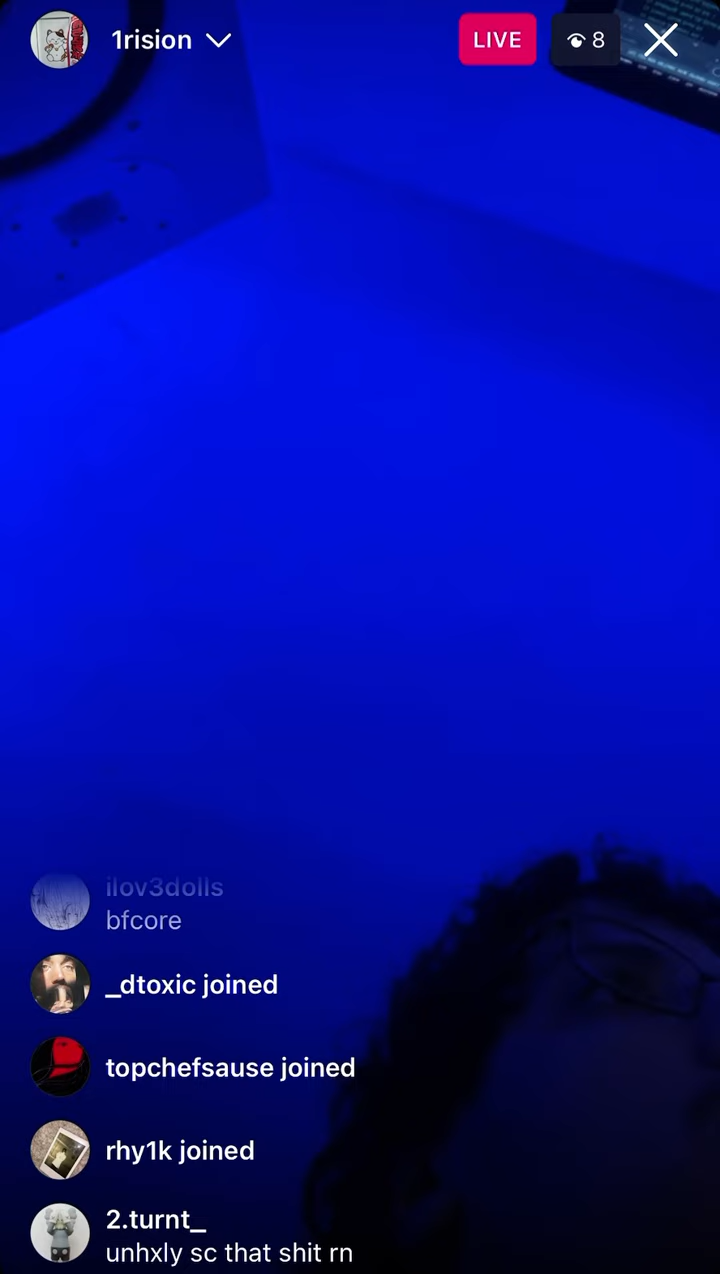 1rision
LIVE
8
ilov3dolls
bfcore
_dtoxic joined
topchefsause joined
rhy1k joined
2.turnt_
unhxly sc that shit rn